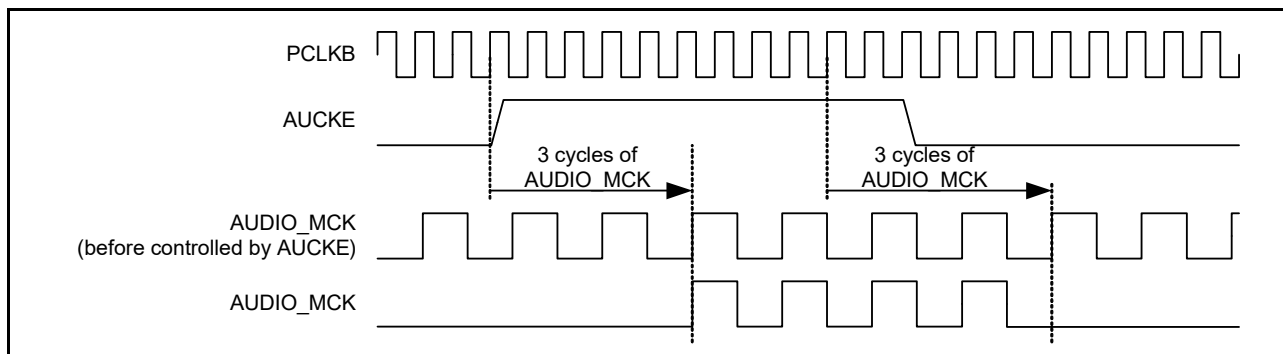 PCLKB
AUCKE
3 cycles of
AUDIO_MCK
3 cycles of
AUDIO_MCK
AUDIO_MCK
(before controlled by AUCKE)
AUDIO_MCK